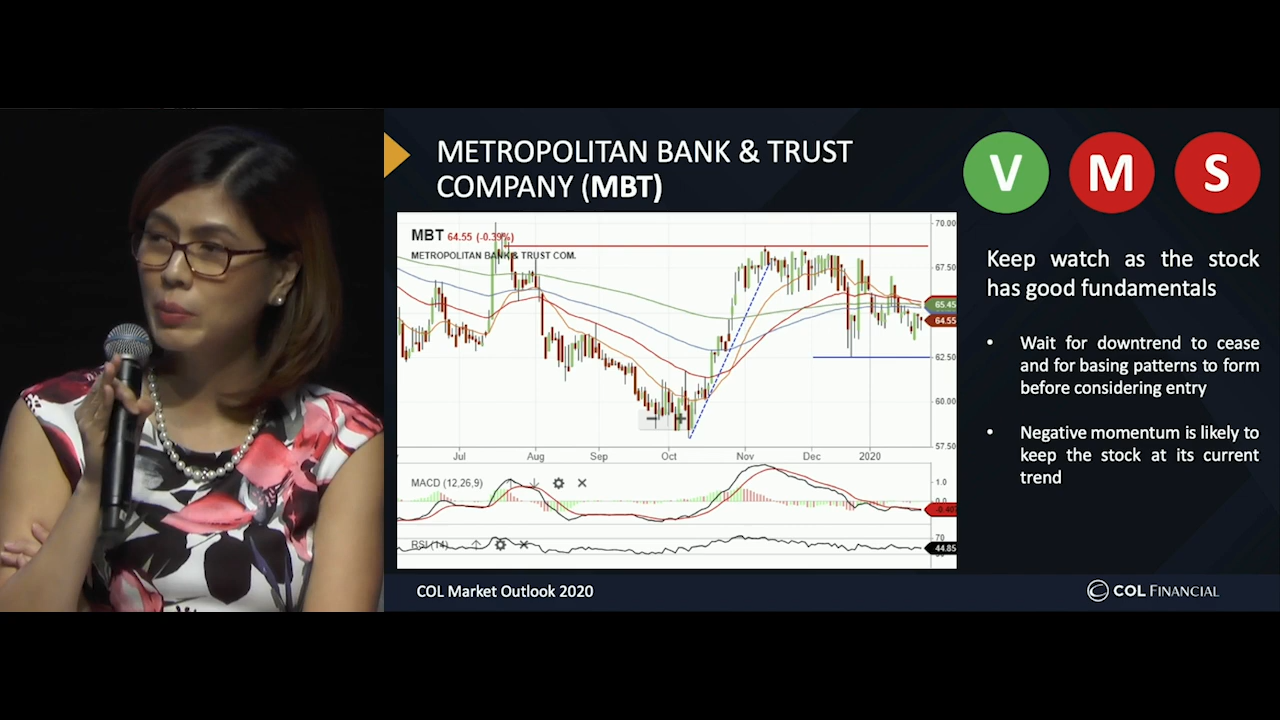 METROPOLITAN BANK & TRUST
COMPANY (MBT)
V M S
MBT 64.55 (-0.39%)
METROPOLITAN BANK & TRUST COM.
70.00
67.50
65.45
64.55
62.50
60.00
57.50
Jul Aug Sep Oct Nov Dec 2020
MACD (12,26,9)
1.0
0.0
RSI (14)
70
44.85
Keep watch as the stock
has good fundamentals
• Wait for downtrend to cease
and for basing patterns to form
before considering entry
• Negative momentum is likely to
keep the stock at its current
trend
COL Market Outlook 2020
COL FINANCIAL